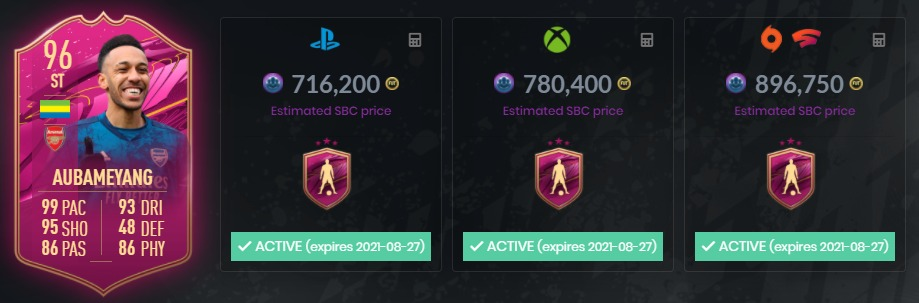 96
ST
Arsenal
AUBAMEYANG
99 PAC
95 SHO
86 PAS
93 DRI
48 DEF
86 PHY
716,200
Estimated SBC price
✓ ACTIVE (expires 2021-08-27)
780,400
Estimated SBC price
✓ ACTIVE (expires 2021-08-27)
896,750
Estimated SBC price
✓ ACTIVE (expires 2021-08-27)